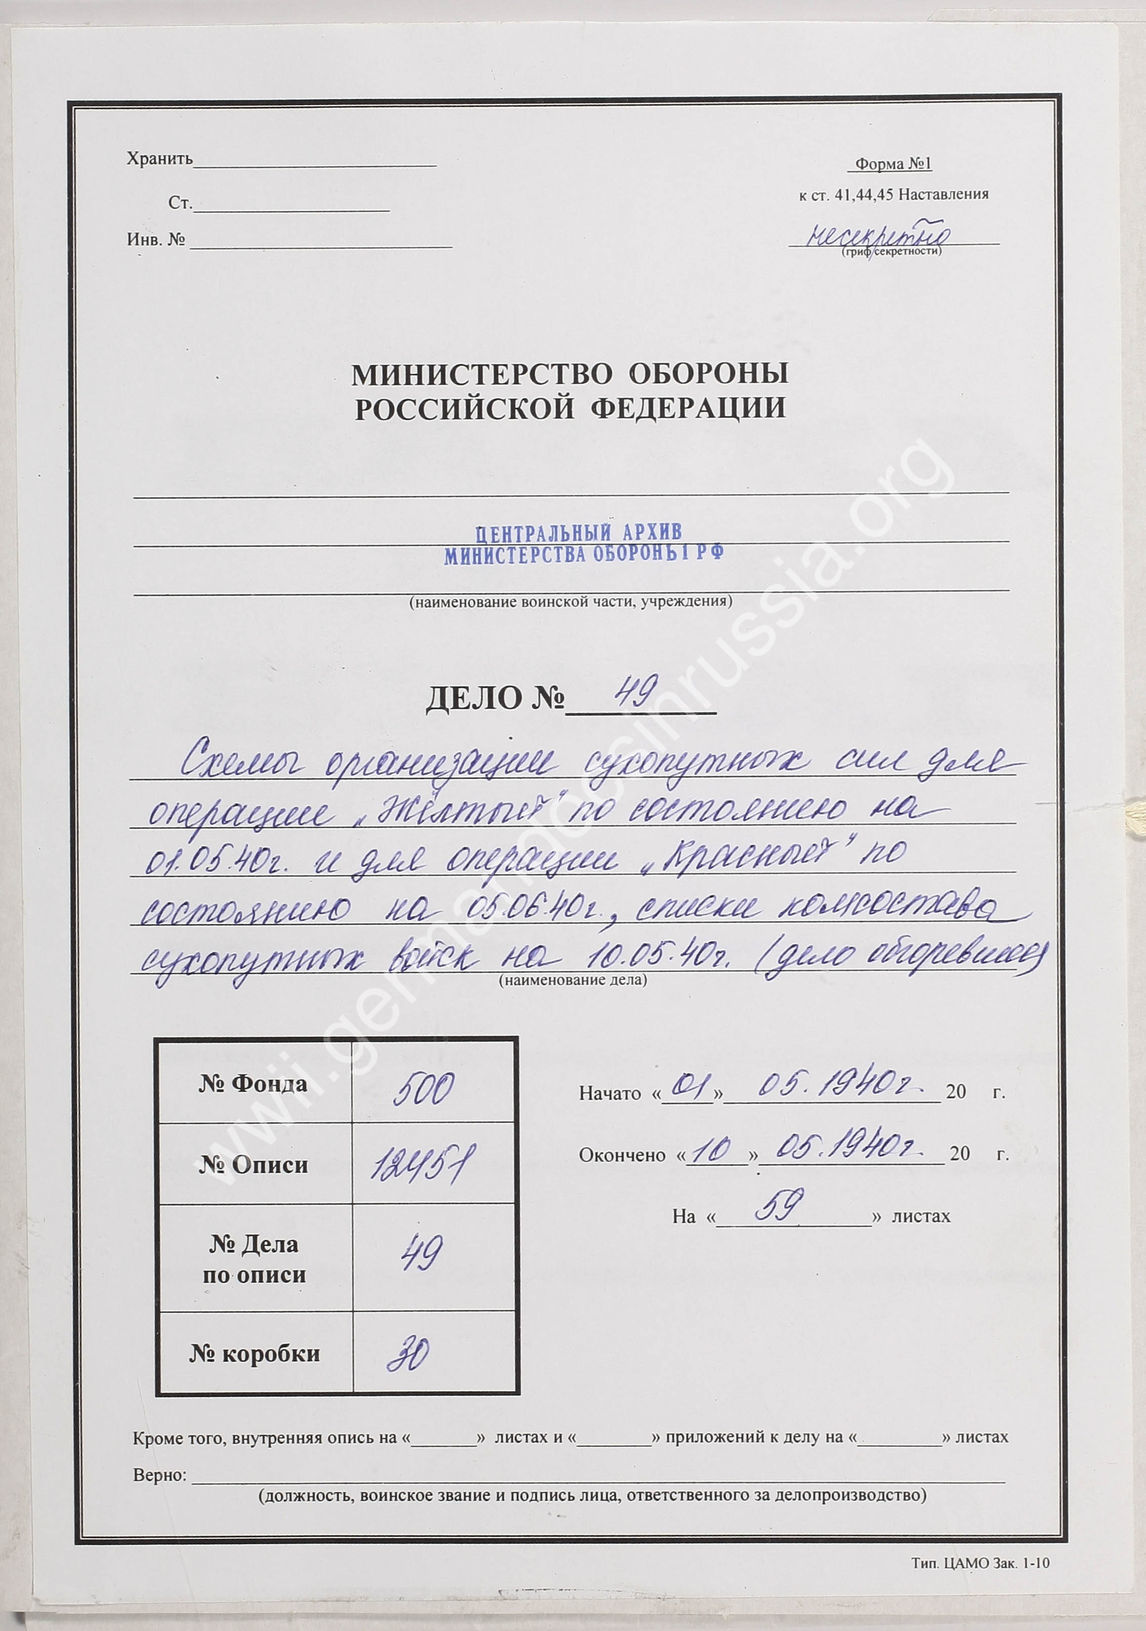 Хранить
Форма №1
Ст.
к ст. 41,44,45 Наставления
Инв. №
несекретно
(гриф секретности)
МИНИСТЕРСТВО ОБОРОНЫ
РОССИЙСКОЙ ФЕДЕРАЦИИ
ЦЕНТРАЛЬНЫЙ АРХИВ
МИНИСТЕРСТВА ОБОРОНЫ РФ
(наименование воинской части, учреждения)
ДЕЛО № 49
Схемы организации сухопутных сил для
операции „Жёлтый" по состоянию на
01.05.40г. и для операции „Красный" по
состоянию на 05.06.40г., списки комсостава
сухопутных войск на 10.05.40г. (дело обгоревшее)
(наименование дела)
№ Фонда 500
№ Описи 12451
№ Дела
по описи 49
№ коробки 30
Начато «01» 05.1940г. 20 г.
Окончено «10» 05.1940г. 20 г.
На « 59 » листах
Кроме того, внутренняя опись на « » листах и « » приложений к делу на « » листах
Верно:
(должность, воинское звание и подпись лица, ответственного за делопроизводство)
Тип. ЦАМО Зак. 1-10
www.wwii.germandocsinrussia.org